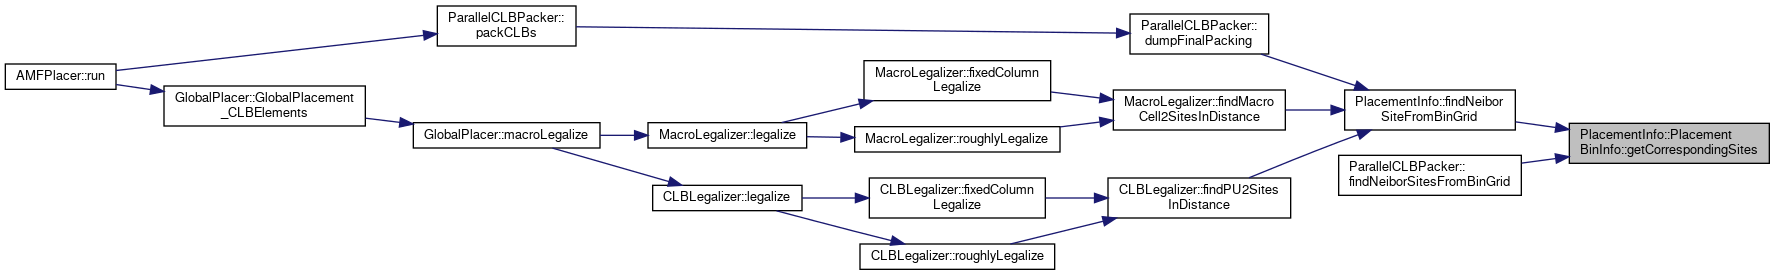 AMFPlacer::run
ParallelCLBPacker::
packCLBs
GlobalPlacer::GlobalPlacement
_CLBElements
GlobalPlacer::macroLegalize
MacroLegalizer::legalize
CLBLegalizer::legalize
MacroLegalizer::fixedColumn
Legalize
MacroLegalizer::roughlyLegalize
CLBLegalizer::fixedColumn
Legalize
CLBLegalizer::roughlyLegalize
ParallelCLBPacker::
dumpFinalPacking
MacroLegalizer::findMacro
Cell2SitesInDistance
CLBLegalizer::findPU2Sites
InDistance
PlacementInfo::findNeibor
SiteFromBinGrid
ParallelCLBPacker::
findNeiborSitesFromBinGrid
PlacementInfo::Placement
BinInfo::getCorrespondingSites